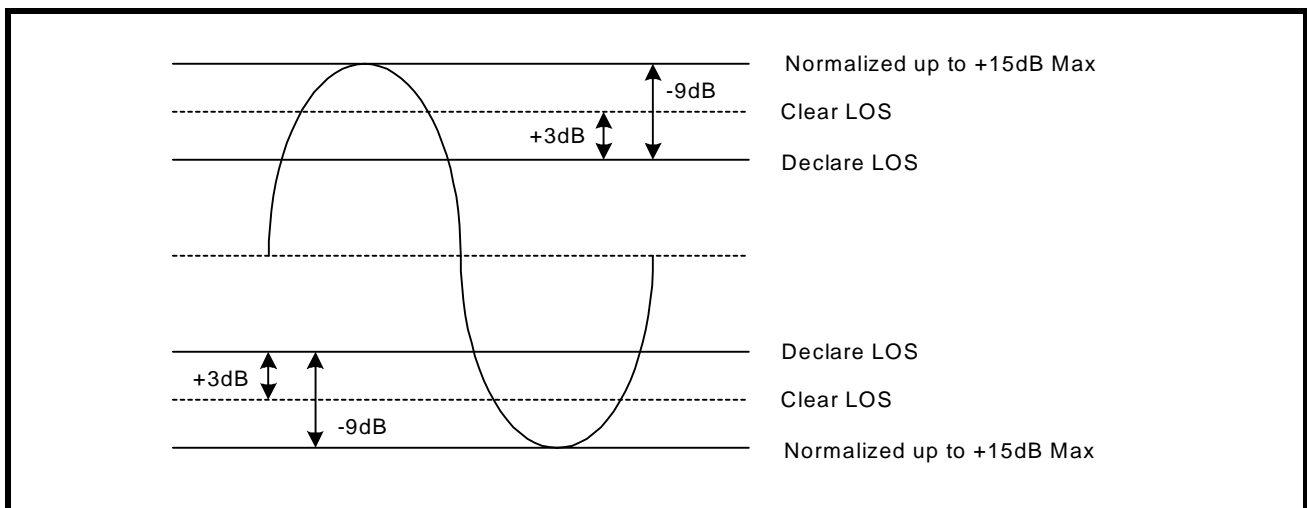 Normalized up to +15dB Max
-9dB
Clear LOS
+3dB
Declare LOS
Declare LOS
+3dB
Clear LOS
-9dB
Normalized up to +15dB Max